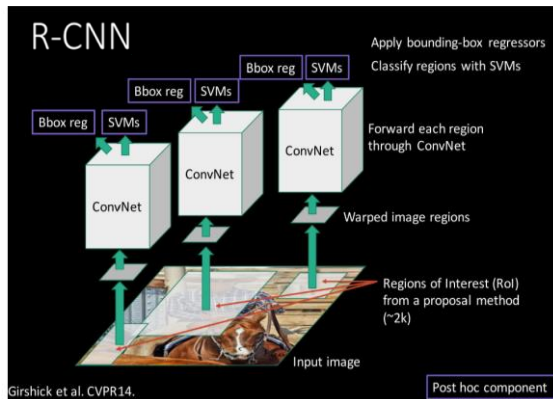 R-CNN
Apply bounding-box regressors
Bbox reg SVMs
Classify regions with SVMs
Bbox reg SVMs
Bbox reg SVMs
Forward each region
through ConvNet
ConvNet
ConvNet
ConvNet
Warped image regions
Regions of Interest (RoI)
from a proposal method
(~2k)
Input image
Girshick et al. CVPR14.
Post hoc component